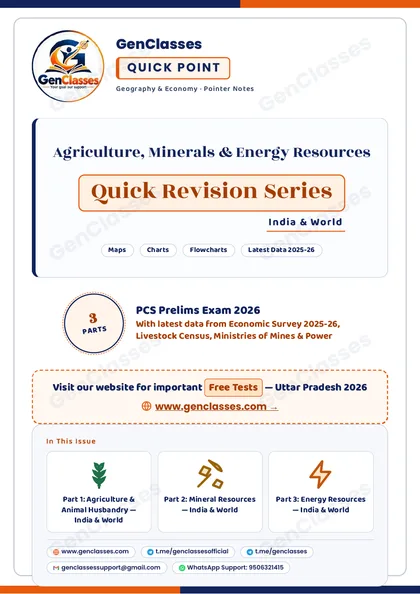 GenClasses
Your goal our support
GenClasses
QUICK POINT
Geography & Economy · Pointer Notes
Agriculture, Minerals & Energy Resources
Quick Revision Series
India & World
Maps
Charts
Flowcharts
Latest Data 2025-26
3
PARTS
PCS Prelims Exam 2026
With latest data from Economic Survey 2025-26,
Livestock Census, Ministries of Mines & Power
Visit our website for important Free Tests — Uttar Pradesh 2026
www.genclasses.com →
In This Issue
Part 1: Agriculture &
Animal Husbandry —
India & World
Part 2: Mineral Resources
— India & World
Part 3: Energy Resources
— India & World
www.genclasses.com
t.me/genclassesofficial
t.me/genclasses
genclassessupport@gmail.com
WhatsApp Support: 9506321415